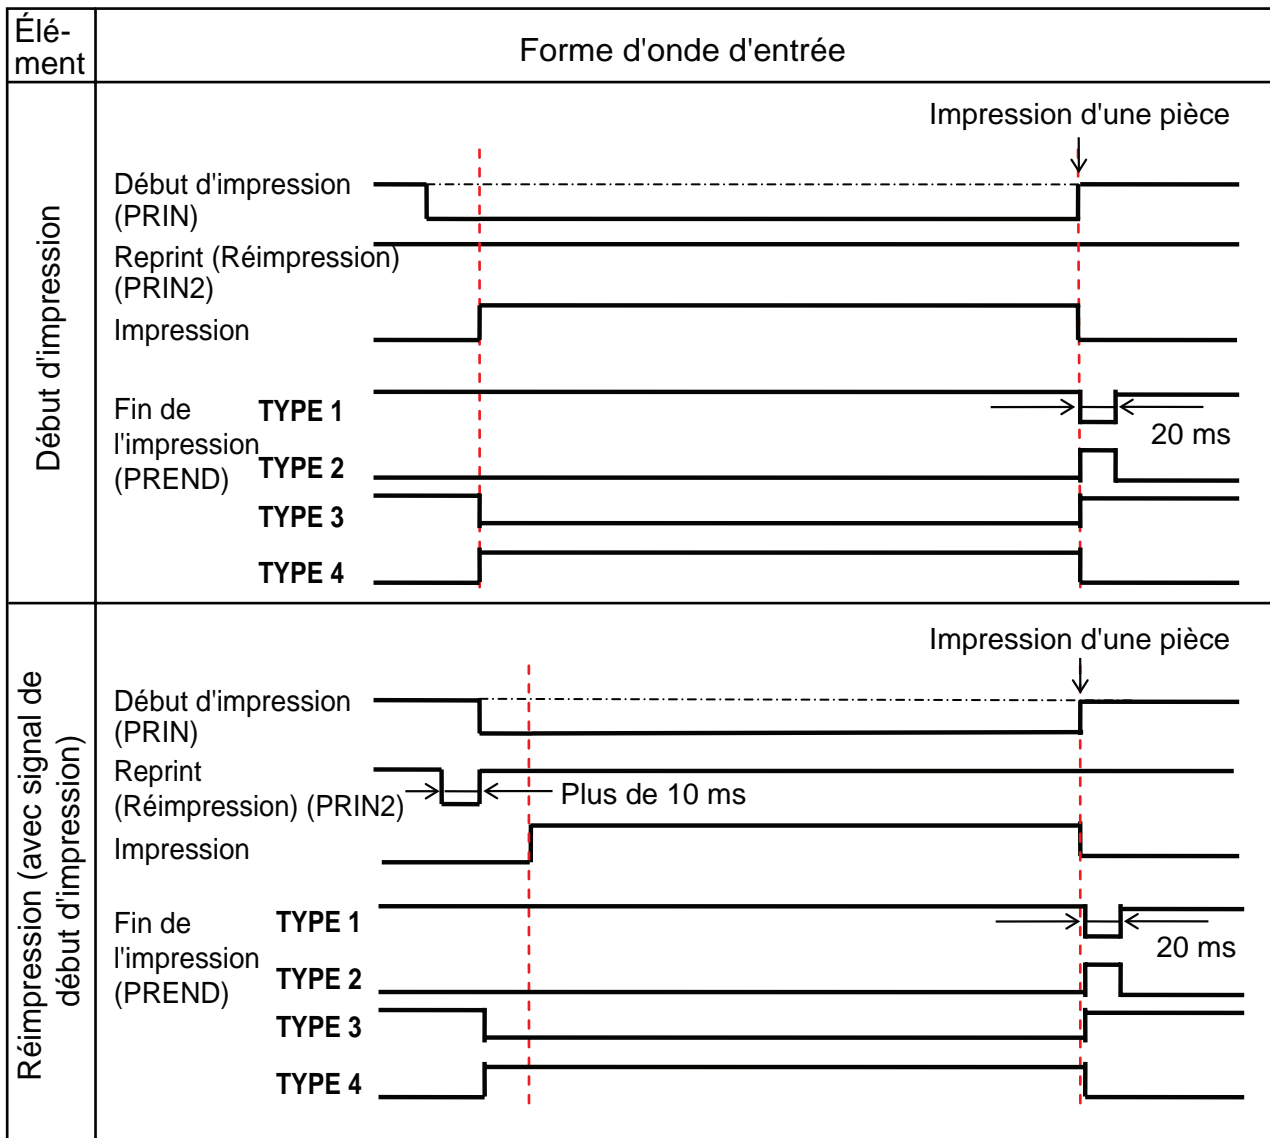 Élé-
ment
Forme d'onde d'entrée
Début d'impression
Impression d'une pièce
Début d'impression
(PRIN)
Reprint (Réimpression)
(PRIN2)
Impression
Fin de
l'impression
(PREND)
TYPE 1
20 ms
TYPE 2
TYPE 3
TYPE 4
Réimpression (avec signal de
début d'impression)
Impression d'une pièce
Début d'impression
(PRIN)
Reprint
(Réimpression) (PRIN2)
Plus de 10 ms
Impression
Fin de
l'impression
(PREND)
TYPE 1
20 ms
TYPE 2
TYPE 3
TYPE 4